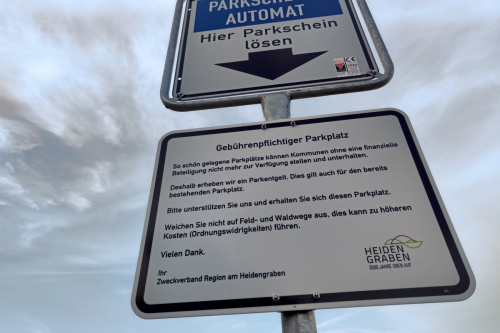 PARKSCHEIN
AUTOMAT
Hier Parkschein
lösen
Gebührenpflichtiger Parkplatz
So schön gelegene Parkplätze können Kommunen ohne eine finanzielle
Beteiligung nicht mehr zur Verfügung stellen und unterhalten.
Deshalb erheben wir ein Parkentgelt. Dies gilt auch für den bereits
bestehenden Parkplatz.
Bitte unterstützen Sie uns und erhalten Sie sich diesen Parkplatz.
Weichen Sie nicht auf Feld- und Waldwege aus, dies kann zu höheren
Kosten (Ordnungswidrigkeiten) führen.
Vielen Dank.
Ihr
Zweckverband Region am Heidengraben
HEIDEN
GRABEN